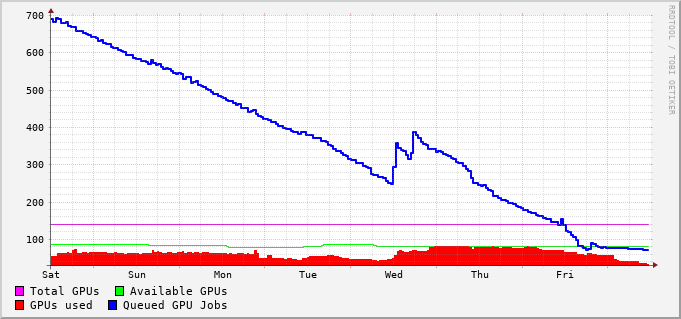 700
600
500
400
300
200
100
Sat Sun Mon Tue Wed Thu Fri
Total GPUs Available GPUs
GPUs used Queued GPU Jobs
RRDTOOL / TOBI OETIKER